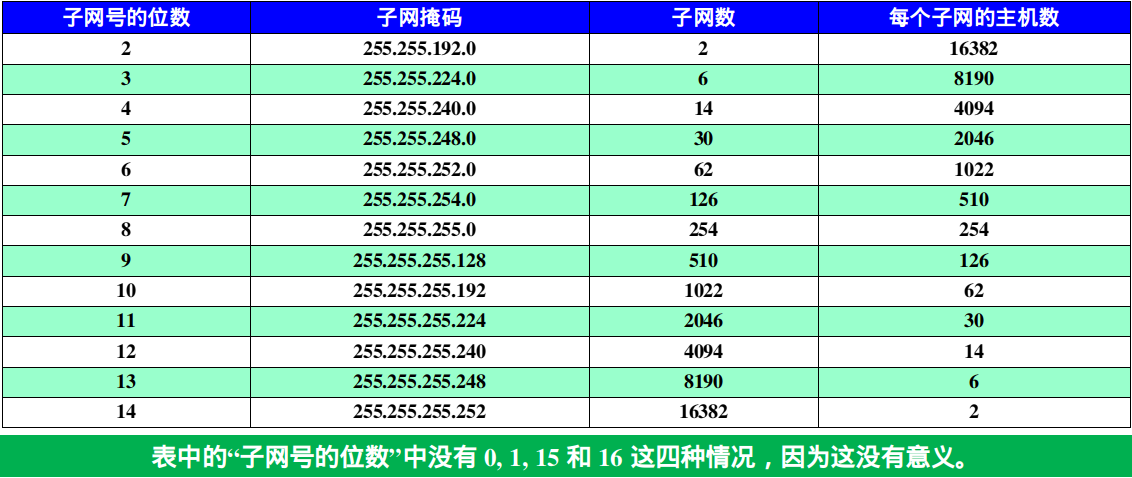 子网号的位数 子网掩码 子网数 每个子网的主机数
2 255.255.192.0 2 16382
3 255.255.224.0 6 8190
4 255.255.240.0 14 4094
5 255.255.248.0 30 2046
6 255.255.252.0 62 1022
7 255.255.254.0 126 510
8 255.255.255.0 254 254
9 255.255.255.128 510 126
10 255.255.255.192 1022 62
11 255.255.255.224 2046 30
12 255.255.255.240 4094 14
13 255.255.255.248 8190 6
14 255.255.255.252 16382 2
表中的“子网号的位数”中没有 0, 1, 15 和 16 这四种情况，因为这没有意义。